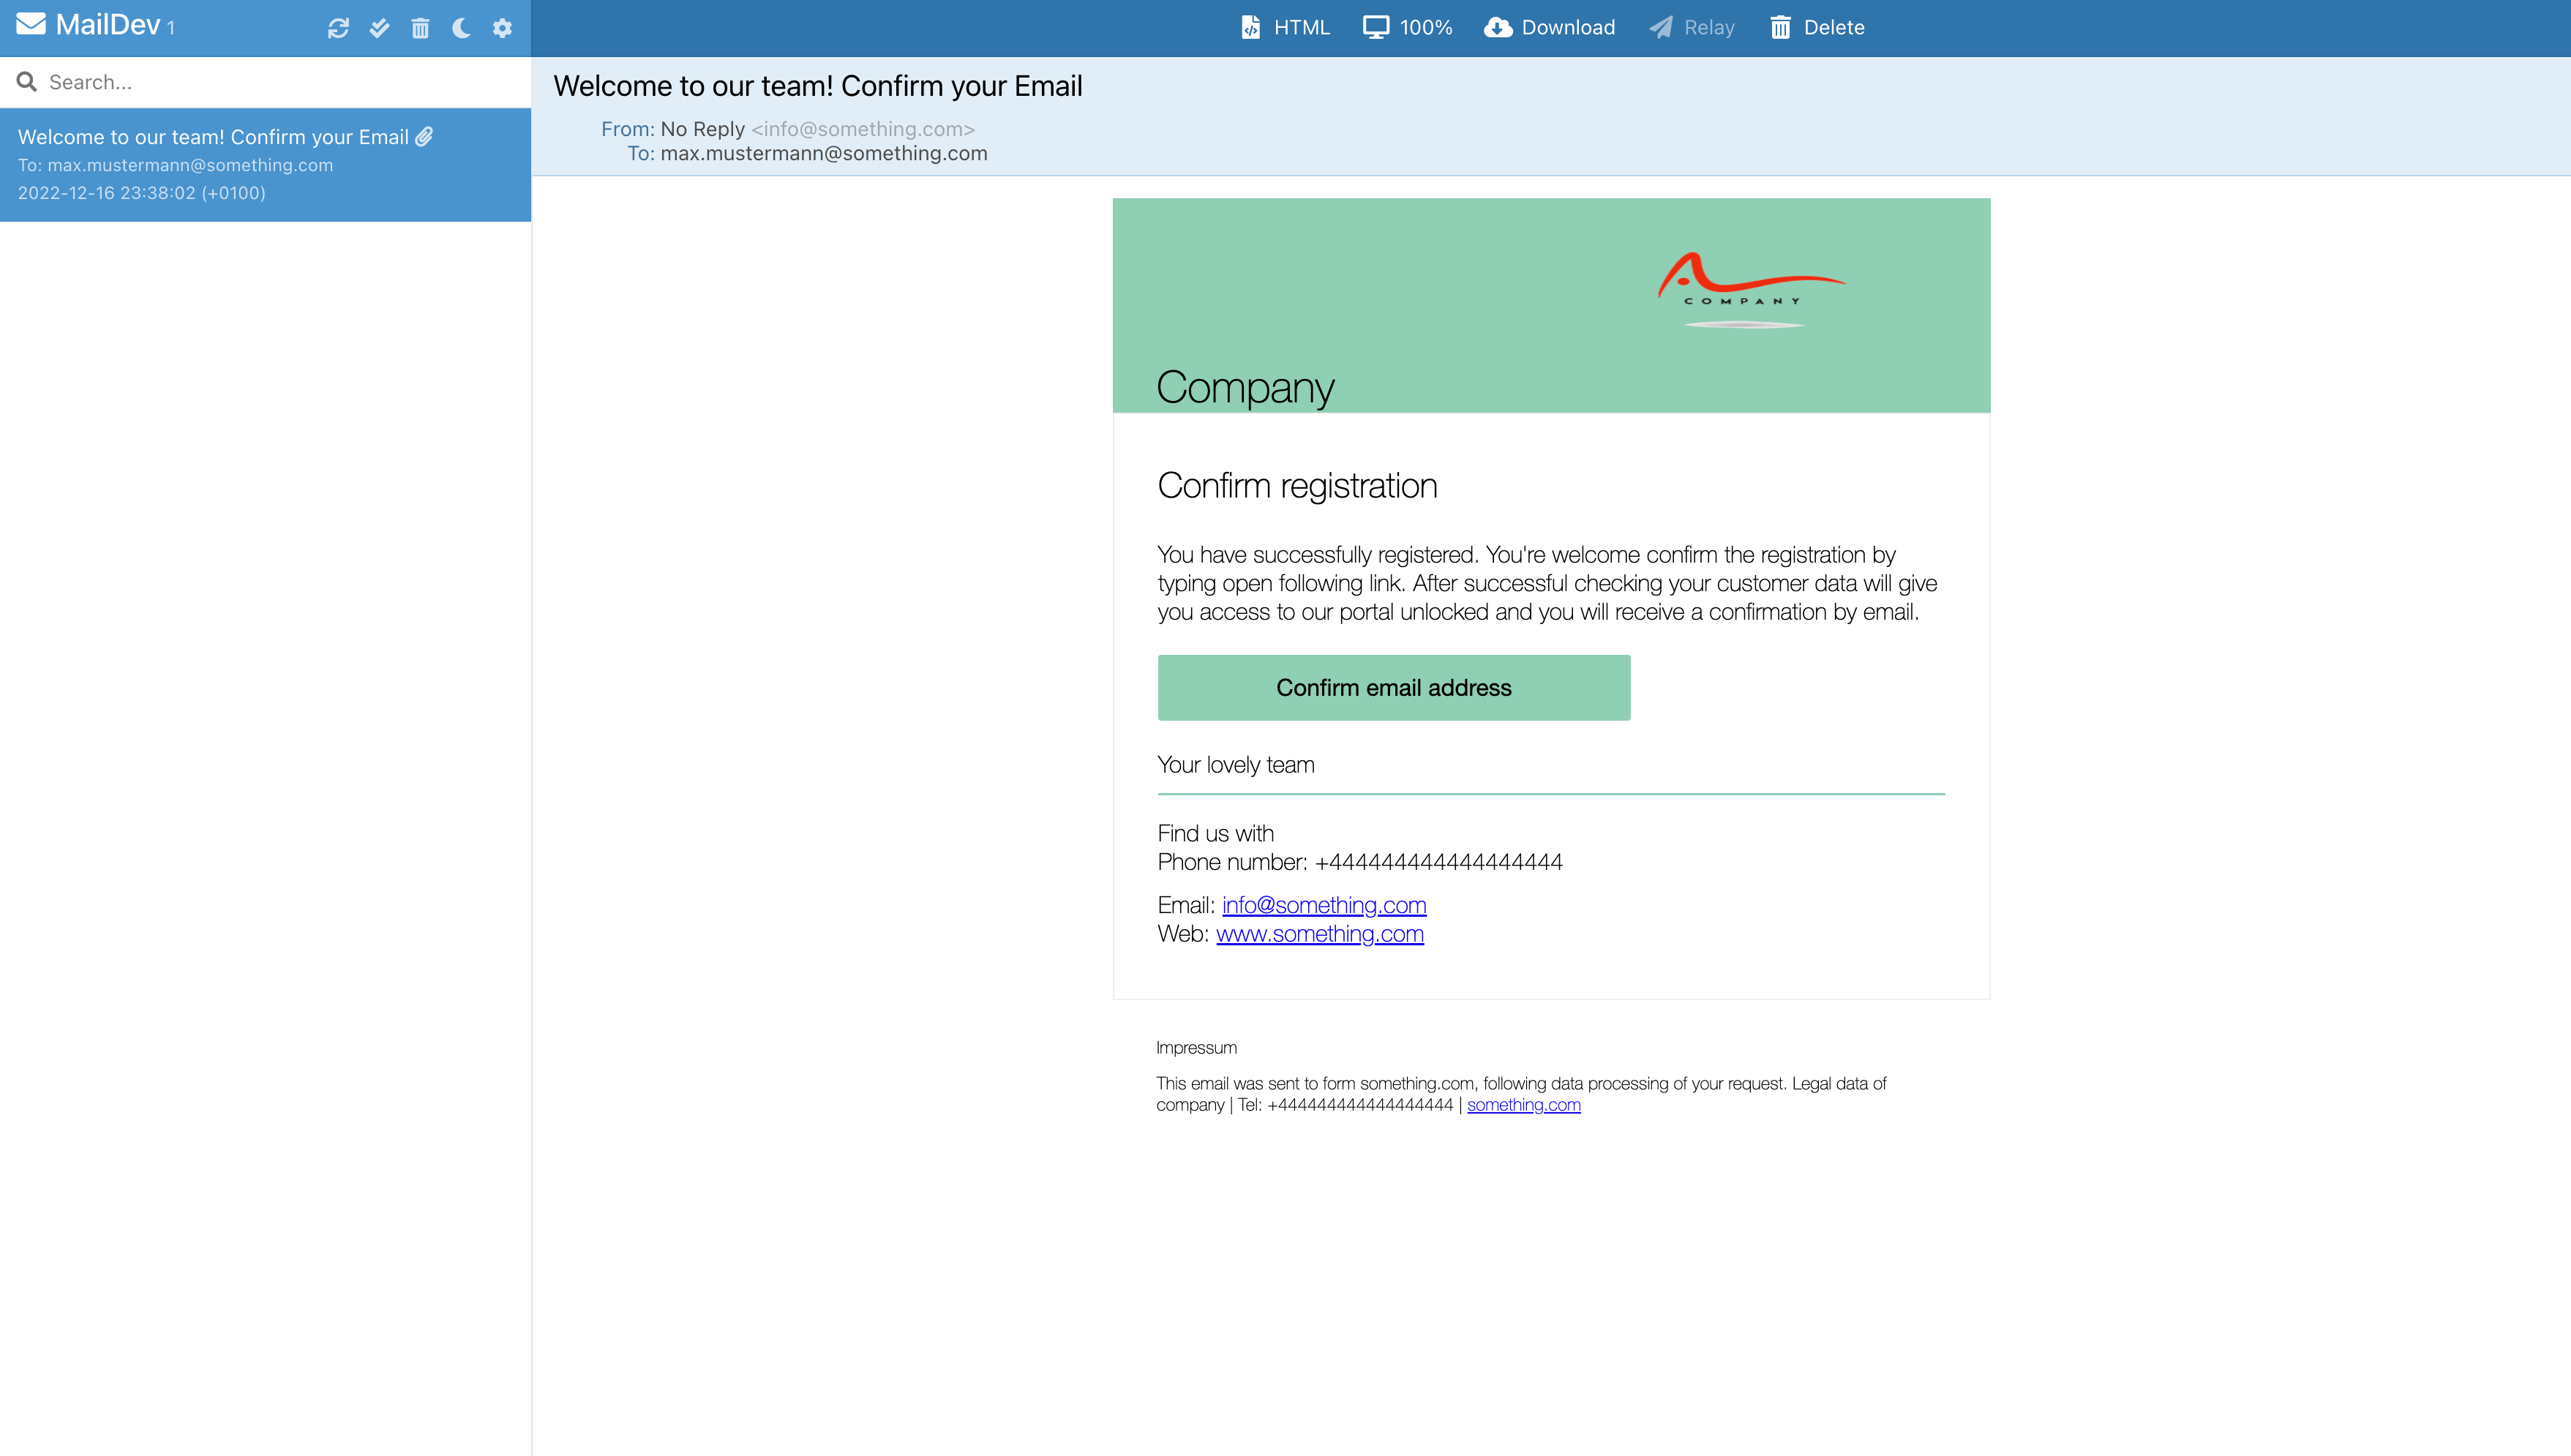 MailDev 1
HTML
100%
Download
Relay
Delete
Search...
Welcome to our team! Confirm your Email
To: max.mustermann@something.com
2022-12-16 23:38:02 (+0100)
Welcome to our team! Confirm your Email
From: No Reply <info@something.com>
To: max.mustermann@something.com
COMPANY
Company
Confirm registration
You have successfully registered. You're welcome confirm the registration by
typing open following link. After successful checking your customer data will give
you access to our portal unlocked and you will receive a confirmation by email.
Confirm email address
Your lovely team
Find us with
Phone number: +444444444444444444
Email: info@something.com
Web: www.something.com
Impressum
This email was sent to form something.com, following data processing of your request. Legal data of
company | Tel: +444444444444444444 | something.com